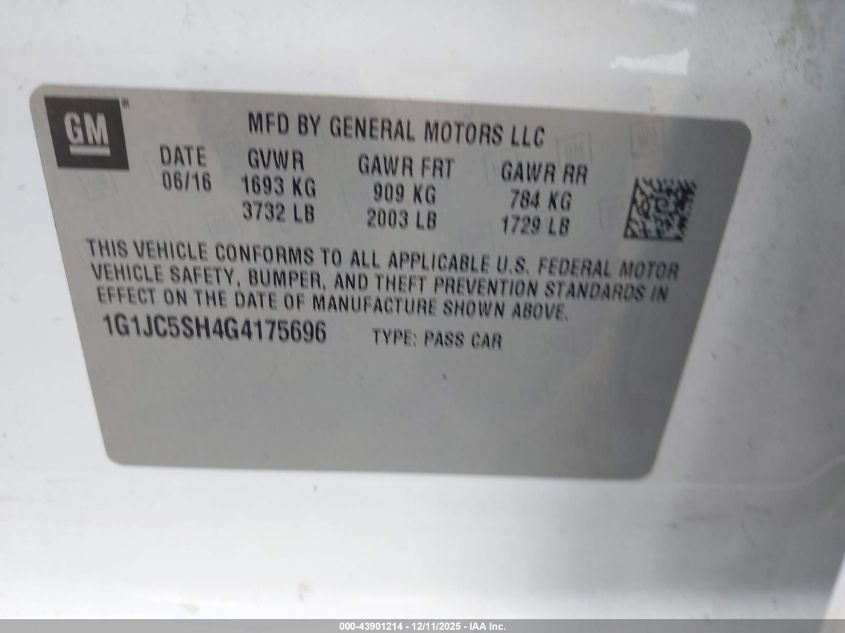 GM®
MFD BY GENERAL MOTORS LLC
DATE GVWR GAWR FRT GAWR RR
06/16 1693 KG 909 KG 784 KG
3732 LB 2003 LB 1729 LB
THIS VEHICLE CONFORMS TO ALL APPLICABLE U.S. FEDERAL MOTOR
VEHICLE SAFETY, BUMPER, AND THEFT PREVENTION STANDARDS IN
EFFECT ON THE DATE OF MANUFACTURE SHOWN ABOVE.
1G1JC5SH4G4175696 TYPE: PASS CAR
000-43901214 - 12/11/2025 - IAA Inc.